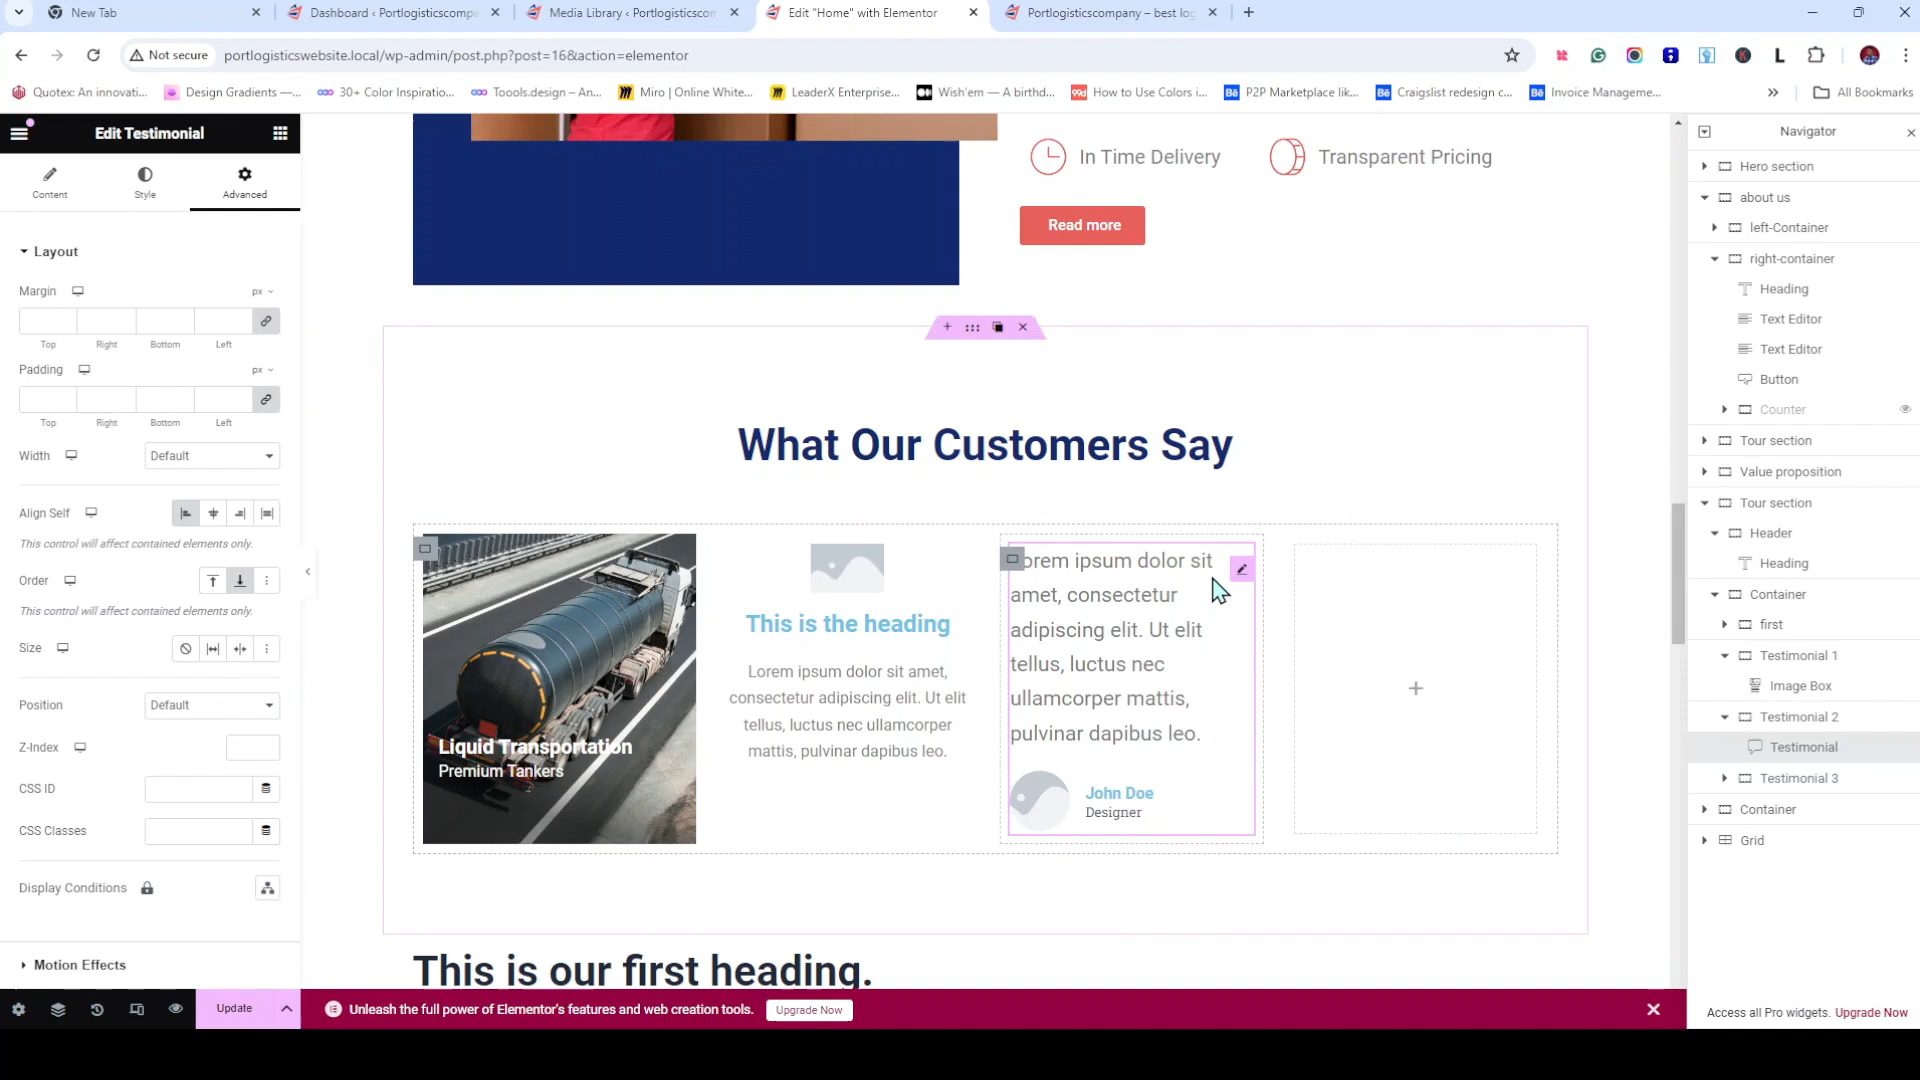 New Tab
Dashboard ‹ Portlogisticscompa
Media Library ‹ Portlogisticscon
Edit "Home" with Elementor
Portlogisticscompany – best log
Not secure
portlogisticswebsite.local/wp-admin/post.php?post=16&action=elementor
Quotex: An innovati...
Design Gradients —...
30+ Color Inspiratio...
Toools.design – An...
Miro | Online White...
LeaderX Enterprise...
Wish'em — A birthd...
How to Use Colors i...
P2P Marketplace lik...
Craigslist redesign c...
Invoice Manageme...
All Bookmarks
Edit Testimonial
Content
Style
Advanced
Layout
Margin
px
Top Right Bottom Left
Padding
px
Top Right Bottom Left
Width
Default
Align Self
This control will affect contained elements only.
Order
This control will affect contained elements only.
Size
Position
Default
Z-Index
CSS ID
CSS Classes
Display Conditions
Motion Effects
Update
In Time Delivery
Transparent Pricing
Read more
What Our Customers Say
Liquid Transportation
Premium Tankers
This is the heading
Lorem ipsum dolor sit amet,
consectetur adipiscing elit. Ut elit
tellus, luctus nec ullamcorper
mattis, pulvinar dapibus leo.
orem ipsum dolor sit
amet, consectetur
adipiscing elit. Ut elit
tellus, luctus nec
ullamcorper mattis,
pulvinar dapibus leo.
John Doe
Designer
This is our first heading.
Unleash the full power of Elementor's features and web creation tools.
Upgrade Now
Navigator
Hero section
about us
left-Container
right-container
Heading
Text Editor
Text Editor
Button
Counter
Tour section
Value proposition
Tour section
Header
Heading
Container
first
Testimonial 1
Image Box
Testimonial 2
Testimonial
Testimonial 3
Container
Grid
Access all Pro widgets. Upgrade Now